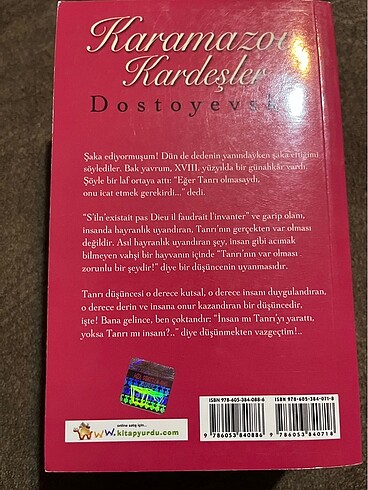 Karamazov
Kardeşler
Dostoyevski
Şaka ediyormuşum! Dün de dedenin yanındayken şaka ettiğimi
söylediler. Bak yavrum, XVIII. yüzyılda bir günahkâr vardı.
Şöyle bir laf ortaya attı: "Eğer Tanrı olmasaydı,
onu icat etmek gerekirdi..." dedi.
"S'iln'existait pas Dieu il faudrait l'invanter" ve garip olanı,
insanda hayranlık uyandıran, Tanrı'nın gerçekten var olması
değildir. Asıl hayranlık uyandıran şey, insan gibi acımak
bilmeyen vahşi bir hayvanın içinde "Tanrı'nın var olması
zorunlu bir şeydir!" diye bir düşüncenin uyanmasıdır.
Tanrı düşüncesi o derece kutsal, o derece insanı duygulandıran,
o derece derin ve insana onur kazandıran bir düşüncedir,
işte! Bana gelince, ben çoktandır: "İnsan mı Tanrı'yı yarattı,
yoksa Tanrı mı insanı?.." diye düşünmekten vazgeçtim!..
online satış için...
www.kitapyurdu.com
ISBN 978-605-384-088-6
ISBN 978-605-384-071-8
9 786053 840886
9 786053 840718